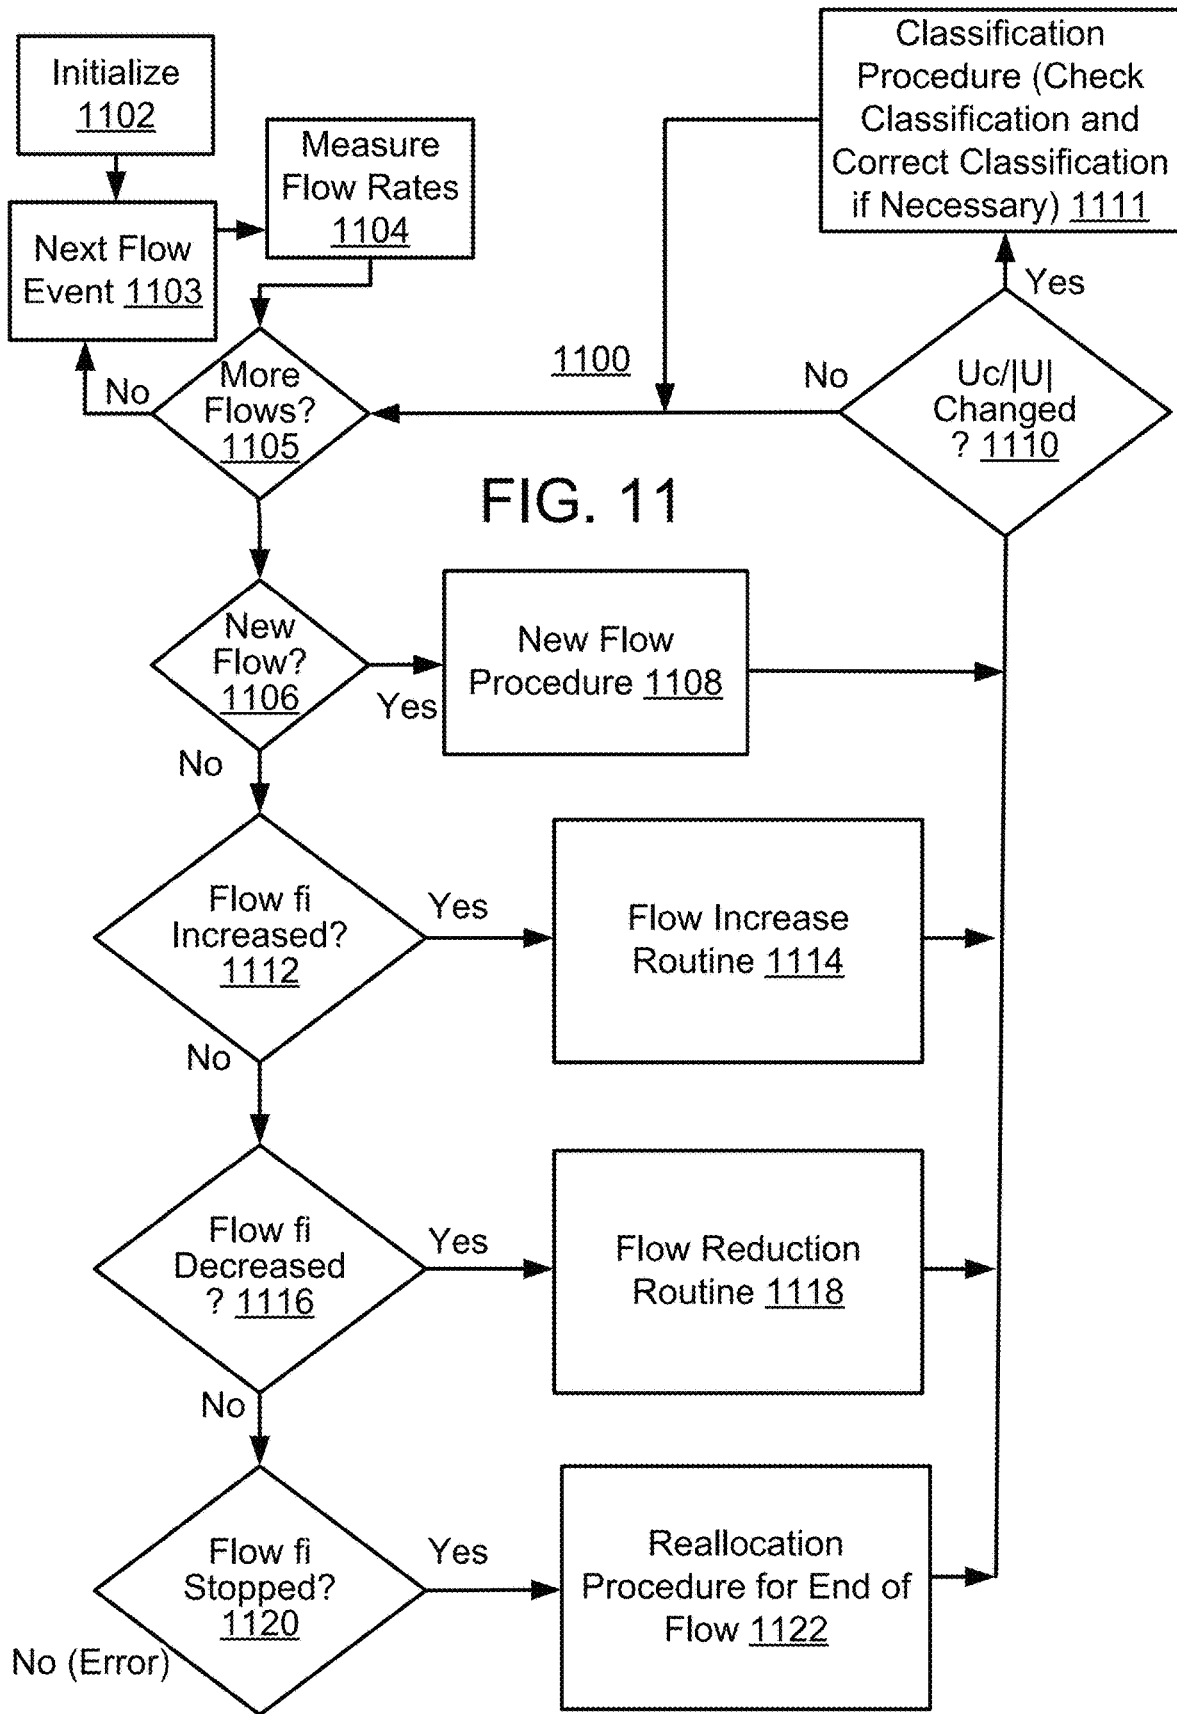 Initialize
1102
Next Flow
Event 1103
Measure
Flow Rates
1104
Classification
Procedure (Check
Classification and
Correct Classification
if Necessary) 1111
Yes
No
More
Flows?
1105
1100
No
Uc/|U|
Changed
? 1110
FIG. 11
New
Flow?
1106
Yes
New Flow
Procedure 1108
No
Flow fi
Increased?
1112
Yes
Flow Increase
Routine 1114
No
Flow fi
Decreased
? 1116
Yes
Flow Reduction
Routine 1118
No
Flow fi
Stopped?
1120
Yes
Reallocation
Procedure for End of
Flow 1122
No (Error)